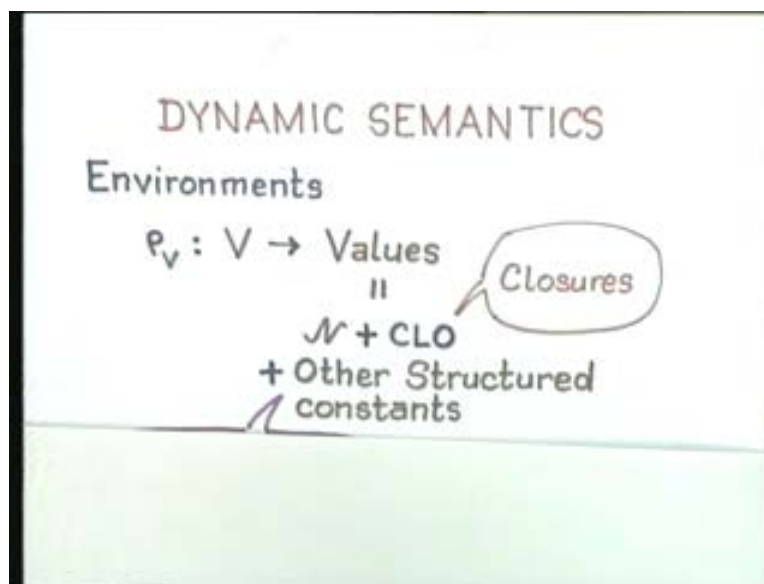 DYNAMIC SEMANTICS
Environments
ρᵥ : V → Values
=
𝒩 + CLO
Closures
+ Other Structured
constants